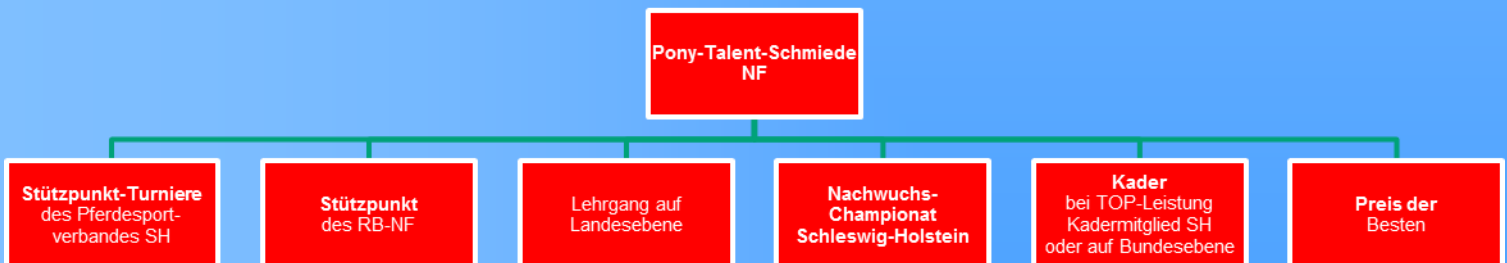 Pony-Talent-Schmiede
NF
Stützpunkt-Turniere
des Pferdesport-
verbandes SH
Stützpunkt
des RB-NF
Lehrgang auf
Landesebene
Nachwuchs-
Championat
Schleswig-Holstein
Kader
bei TOP-Leistung
Kadermitglied SH
oder auf Bundesebene
Preis der
Besten